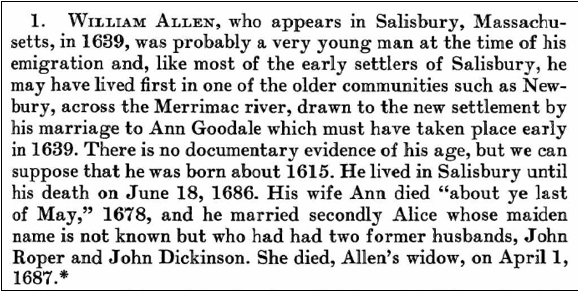 1. William Allen, who appears in Salisbury, Massachu-
setts, in 1639, was probably a very young man at the time of his
emigration and, like most of the early settlers of Salisbury, he
may have lived first in one of the older communities such as New-
bury, across the Merrimac river, drawn to the new settlement by
his marriage to Ann Goodale which must have taken place early
in 1639. There is no documentary evidence of his age, but we can
suppose that he was born about 1615. He lived in Salisbury until
his death on June 18, 1686. His wife Ann died “about ye last
of May,” 1678, and he married secondly Alice whose maiden
name is not known but who had had two former husbands, John
Roper and John Dickinson. She died, Allen's widow, on April 1,
1687.*